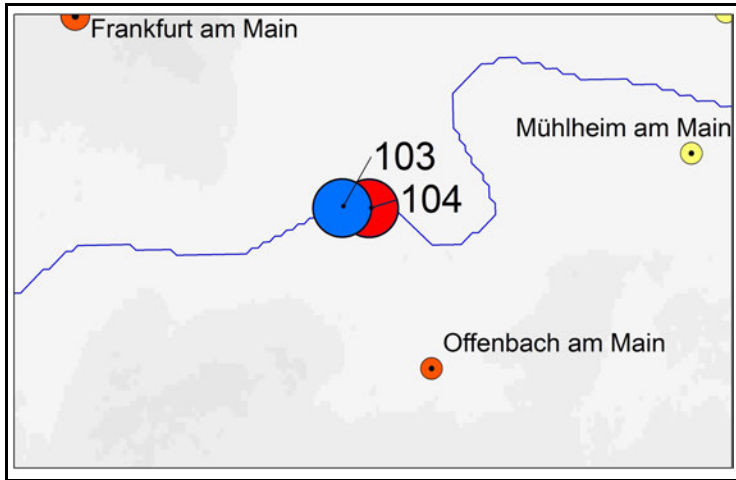 Frankfurt am Main
Mühlheim am Main
103
104
Offenbach am Main